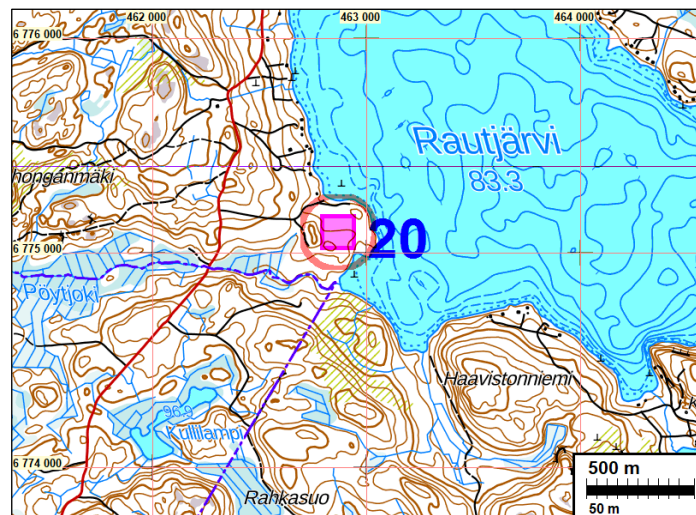 462 000
463 000
464 000
6 776 000
Rautjärvi
83.3
honganmäki
20
6 775 000
Pöytjoki
Haavistonniemi
96.9
Kullilampi
6 774 000
Rahkasuo
500 m
50 m